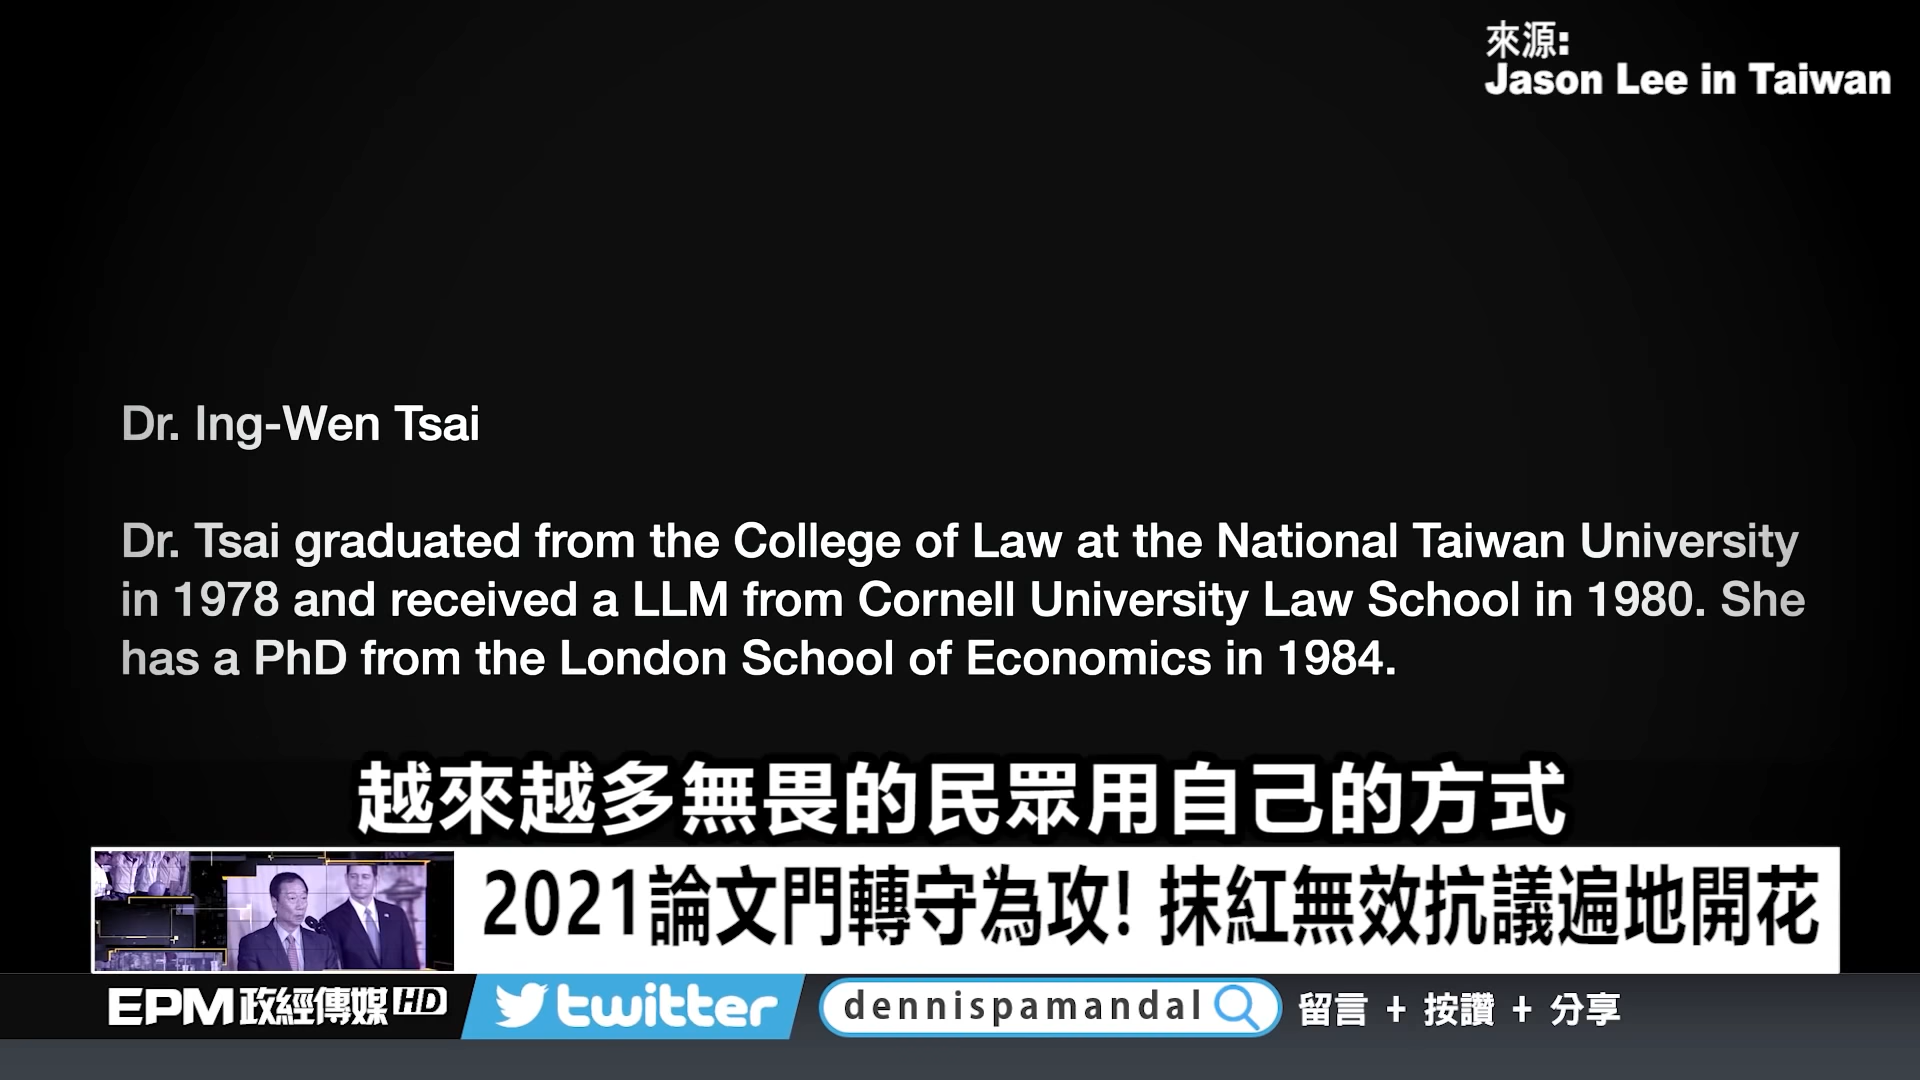 來源:
Jason Lee in Taiwan
Dr. Ing-Wen Tsai
Dr. Tsai graduated from the College of Law at the National Taiwan University
in 1978 and received a LLM from Cornell University Law School in 1980. She
has a PhD from the London School of Economics in 1984.
越來越多無畏的民眾用自己的方式
2021論文門轉守為攻! 抹紅無效抗議遍地開花
EPM政經傳媒HD
twitter
dennispamandal
留言 + 按讚 + 分享